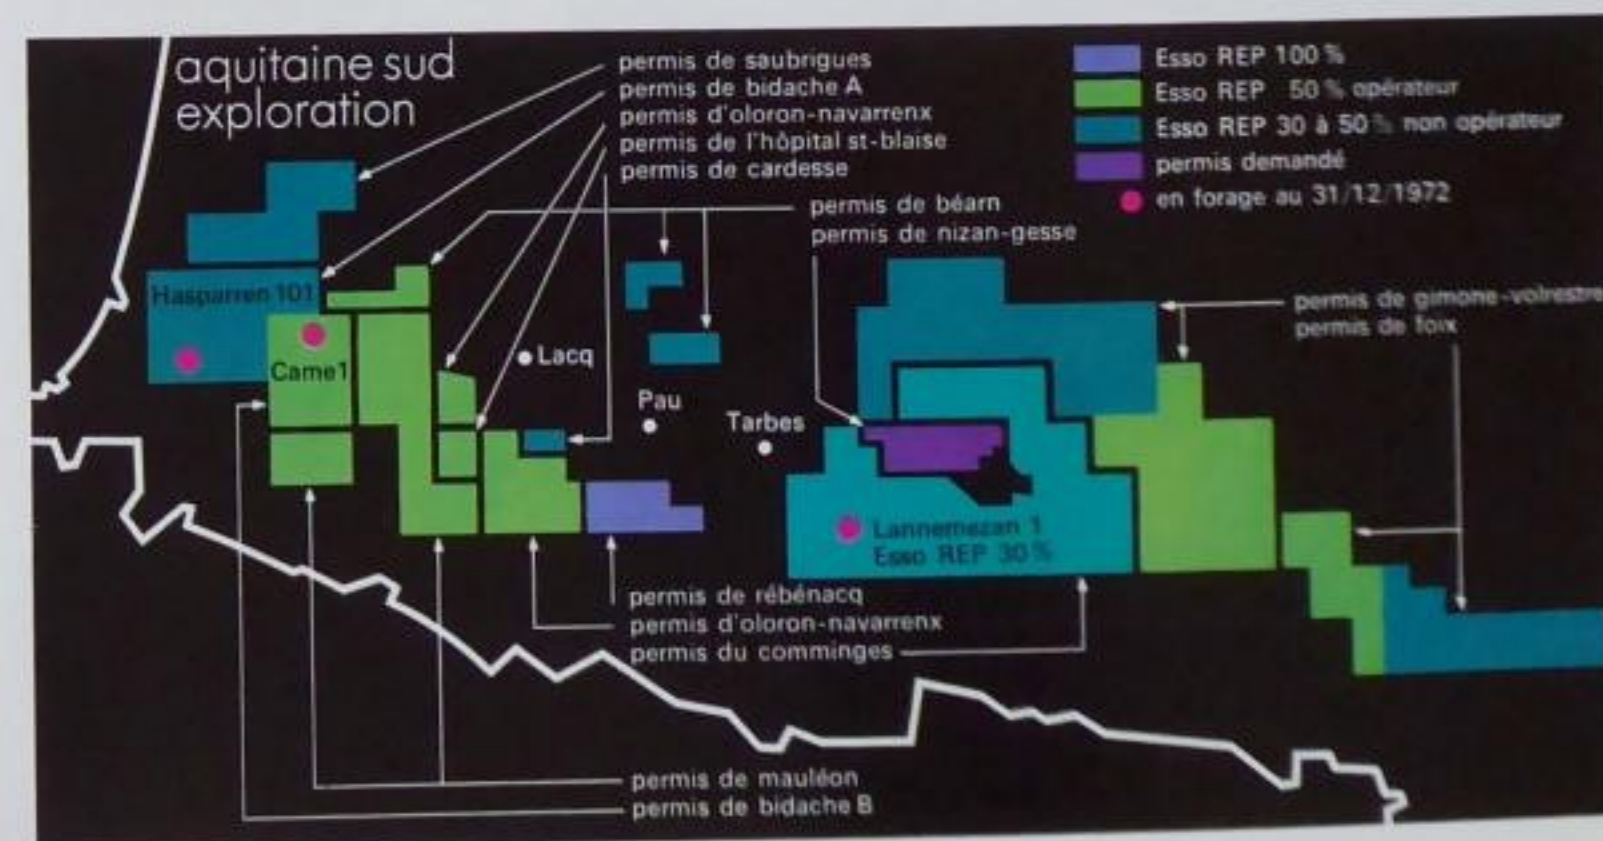 aquitaine sud
exploration
permis de saubrigues
permis de bidache A
permis d'oloron-navarrenx
permis de l'hôpital st-blaise
permis de cardesse
Esso REP 100 %
Esso REP 50 % opérateur
Esso REP 30 à 50 % non opérateur
permis demandé
en forage au 31/12/1972
permis de béarn
permis de nizan-gesse
Hasparren 101
Came 1
Lacq
Pau
Tarbes
permis de gimone-volvestre
permis de foix
Lannemezan 1
Esso REP 30 %
permis de rébénacq
permis d'oloron-navarrenx
permis du comminges
permis de mauléon
permis de bidache B